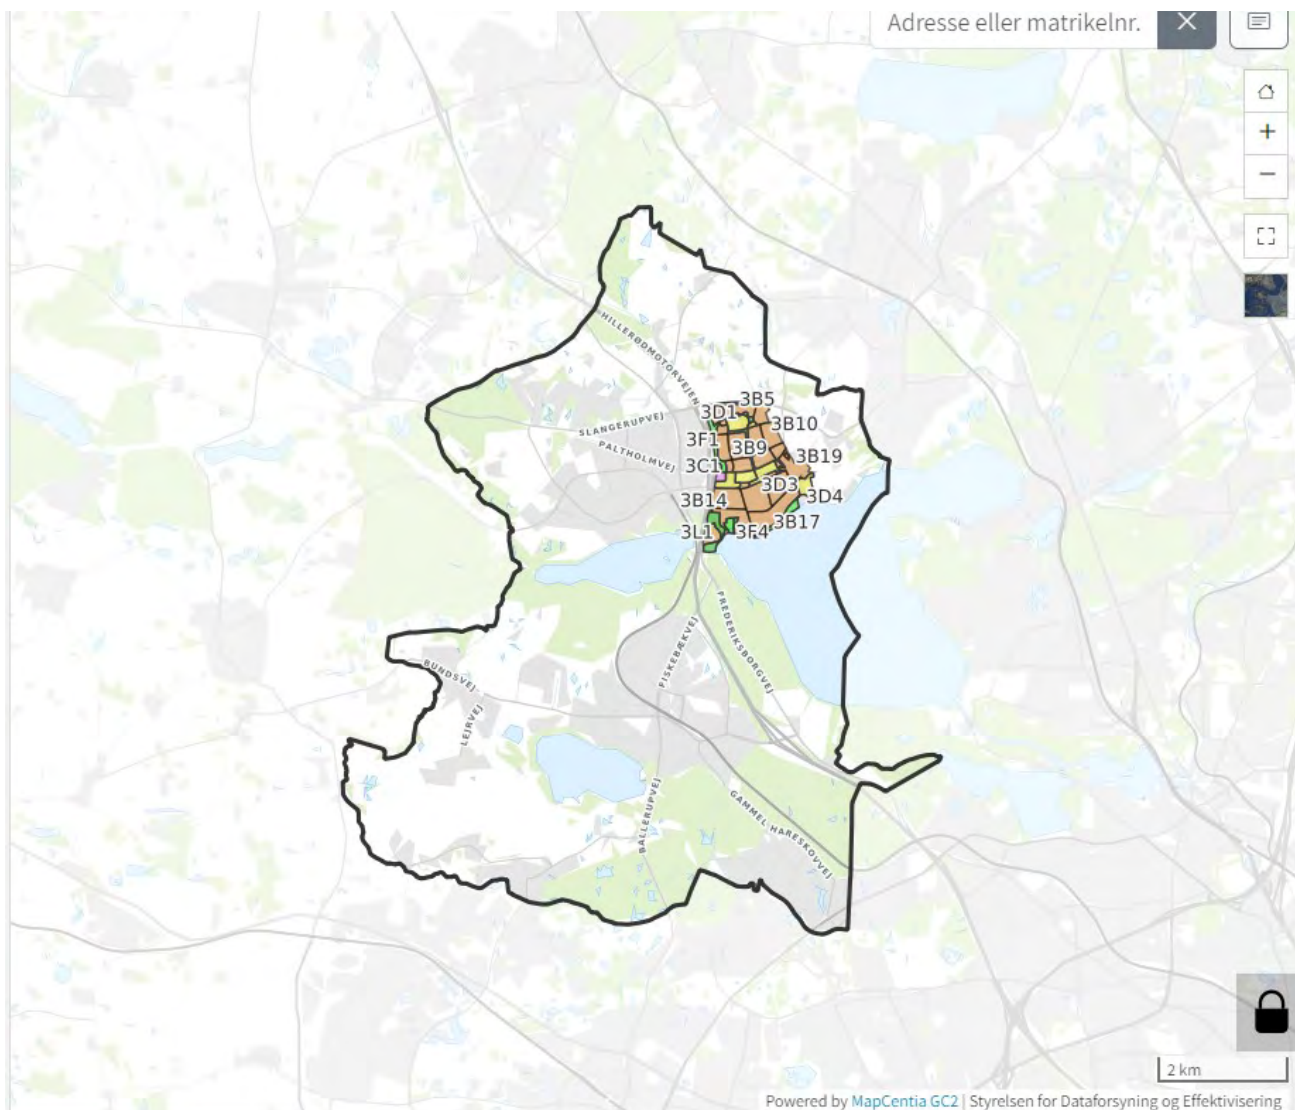 Adresse eller matrikelnr.
HILLERØDMOTORVEJEN
3B5
3D1
3B10
SLANGERUPVEJ
3F1
3B9
PALTHOLMVEJ
3B19
3C1
3D3
3D4
3B14
3B17
3L1
3F4
FREDERIKSBORGVEJ
FISKEBÆKVEJ
BUNDSVEJ
LEJRVEJ
BALLERUPVEJ
GAMMEL HARESKOVVEJ
2 km
Powered by MapCentia GC2 | Styrelsen for Dataforsyning og Effektivisering